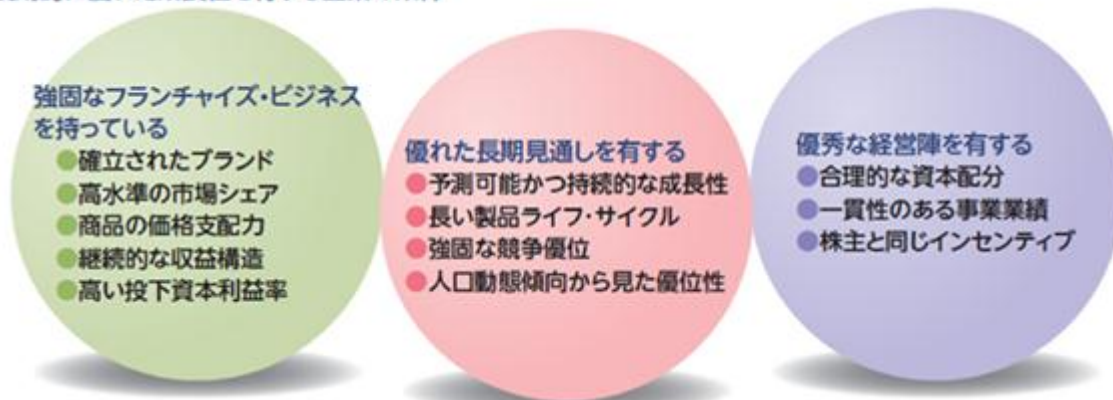 強固なフランチャイズ・ビジネス
を持っている
●確立されたブランド
●高水準の市場シェア
●商品の価格支配力
●継続的な収益構造
●高い投下資本利益率
優れた長期見通しを有する
●予測可能かつ持続的な成長性
●長い製品ライフ・サイクル
●強固な競争優位
●人口動態傾向から見た優位性
優秀な経営陣を有する
●合理的な資本配分
●一貫性のある事業業績
●株主と同じインセンティブ